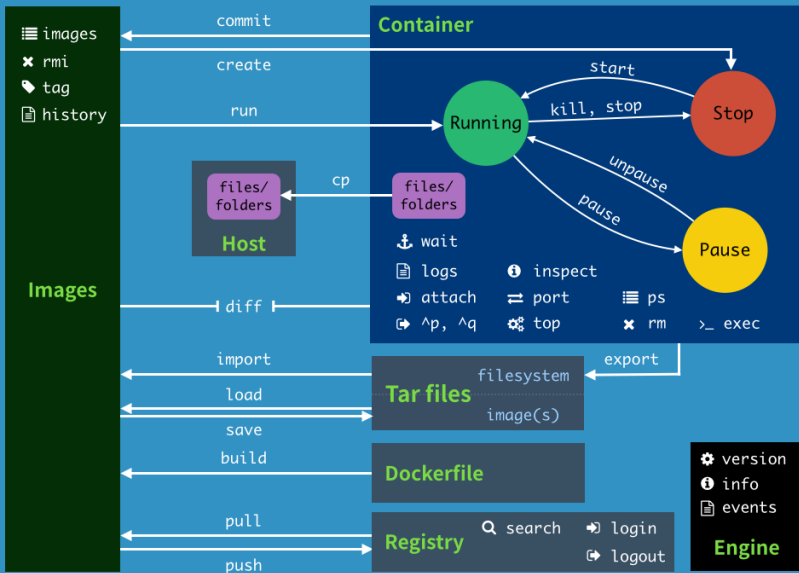 commit
Container
images
rmi
create
start
tag
history
run
Running
kill, stop
Stop
unpause
files/
folders
cp
files/
folders
pause
Host
wait
Pause
Images
logs
inspect
attach
port
ps
diff
^p, ^q
top
rm
>_ exec
import
export
filesystem
load
Tar files
image(s)
save
build
Dockerfile
version
info
events
pull
search
login
Registry
logout
push
Engine